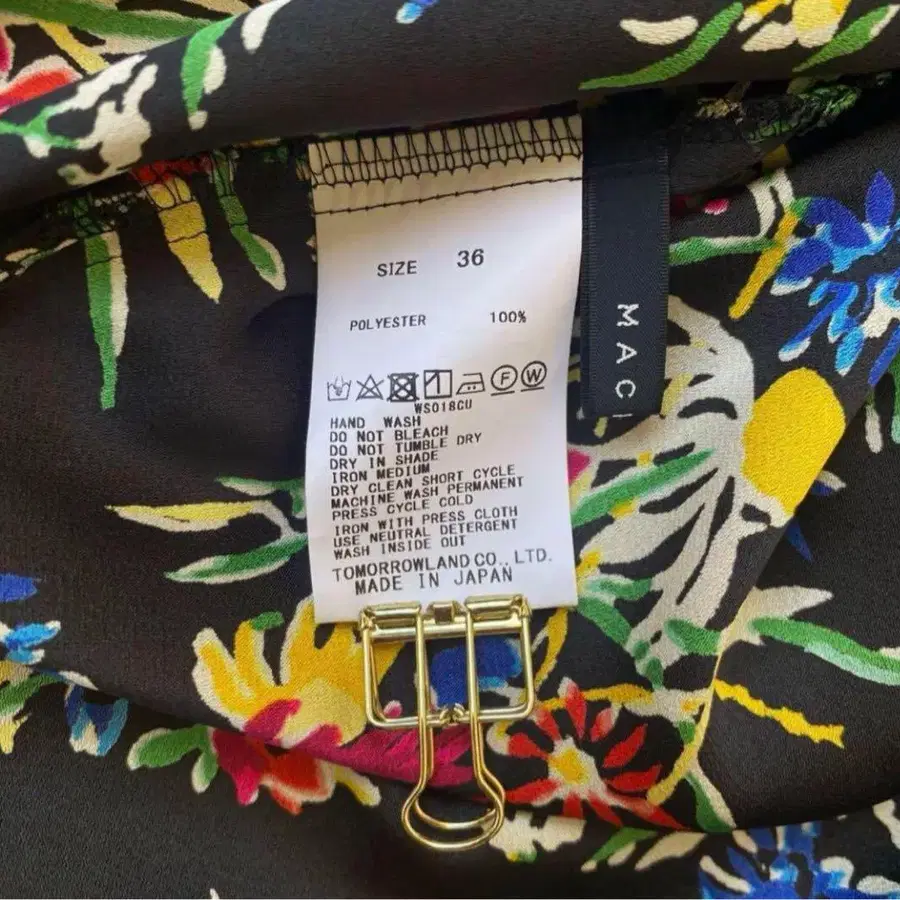 SIZE 36
POLYESTER 100%
F W
WS018CU
HAND WASH
DO NOT BLEACH
DO NOT TUMBLE DRY
DRY IN SHADE
IRON MEDIUM
DRY CLEAN SHORT CYCLE
MACHINE WASH PERMANENT
PRESS CYCLE COLD
IRON WITH PRESS CLOTH
USE NEUTRAL DETERGENT
WASH INSIDE OUT
TOMORROWLAND CO., LTD.
MADE IN JAPAN
MAC